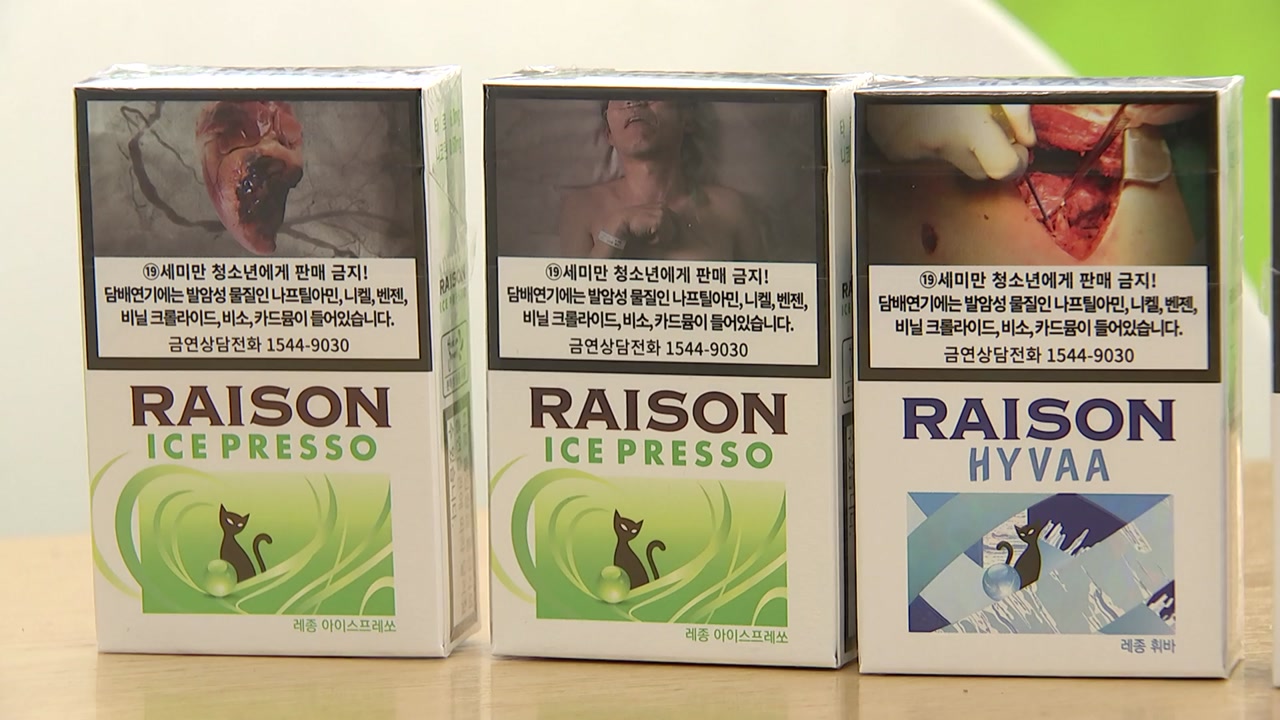 ⑲세미만 청소년에게 판매 금지!
담배연기에는 발암성 물질인 나프틸아민, 니켈, 벤젠,
비닐 크롤라이드, 비소, 카드뮴이 들어있습니다.
금연상담전화 1544-9030
RAISON
ICE PRESSO
레종 아이스프레쏘
⑲세미만 청소년에게 판매 금지!
담배연기에는 발암성 물질인 나프틸아민, 니켈, 벤젠,
비닐 크롤라이드, 비소, 카드뮴이 들어있습니다.
금연상담전화 1544-9030
RAISON
ICE PRESSO
레종 아이스프레쏘
⑲세미만 청소년에게 판매 금지!
담배연기에는 발암성 물질인 나프틸아민, 니켈, 벤젠,
비닐 크롤라이드, 비소, 카드뮴이 들어있습니다.
금연상담전화 1544-9030
RAISON
HYVAA
레종 휘바